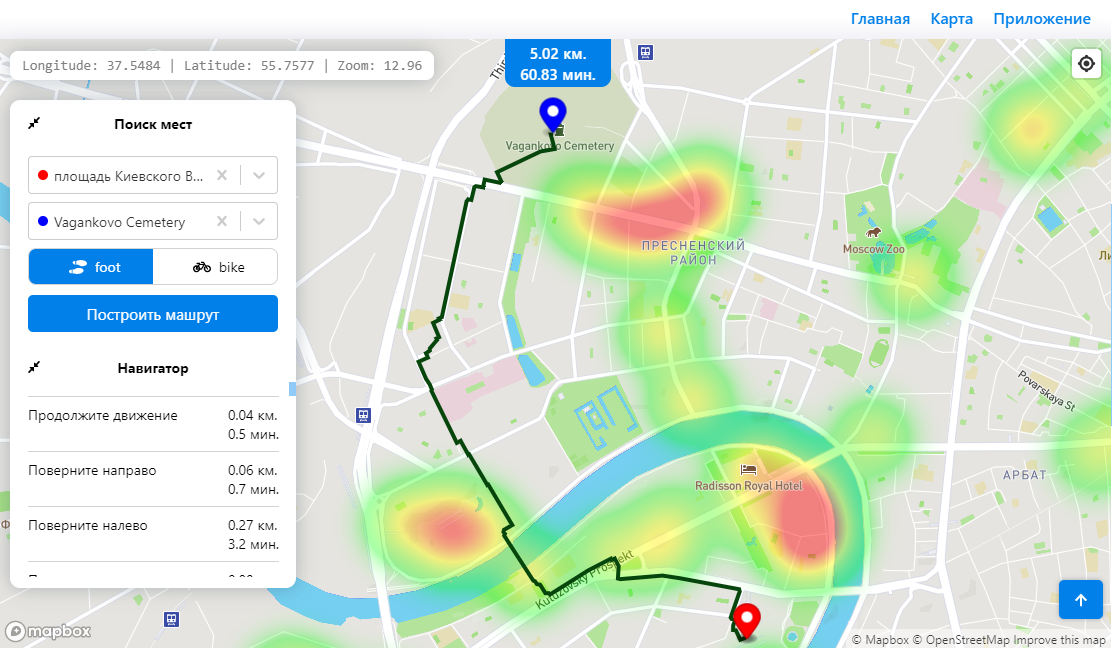 Главная Карта Приложение
Longitude: 37.5484 | Latitude: 55.7577 | Zoom: 12.96
5.02 км.
60.83 мин.
Поиск мест
площадь Киевского В...
Vagankovo Cemetery
foot bike
Построить машрут
Навигатор
Продолжите движение 0.04 км.
0.5 мин.
Поверните направо 0.06 км.
0.7 мин.
Поверните налево 0.27 км.
3.2 мин.
Vagankovo Cemetery
ПРЕСНЕНСКИЙ
РАЙОН
Moscow Zoo
Povarskaya St
АРБАТ
Radisson Royal Hotel
Kutuzovsky Prospekt
mapbox
© Mapbox © OpenStreetMap Improve this map